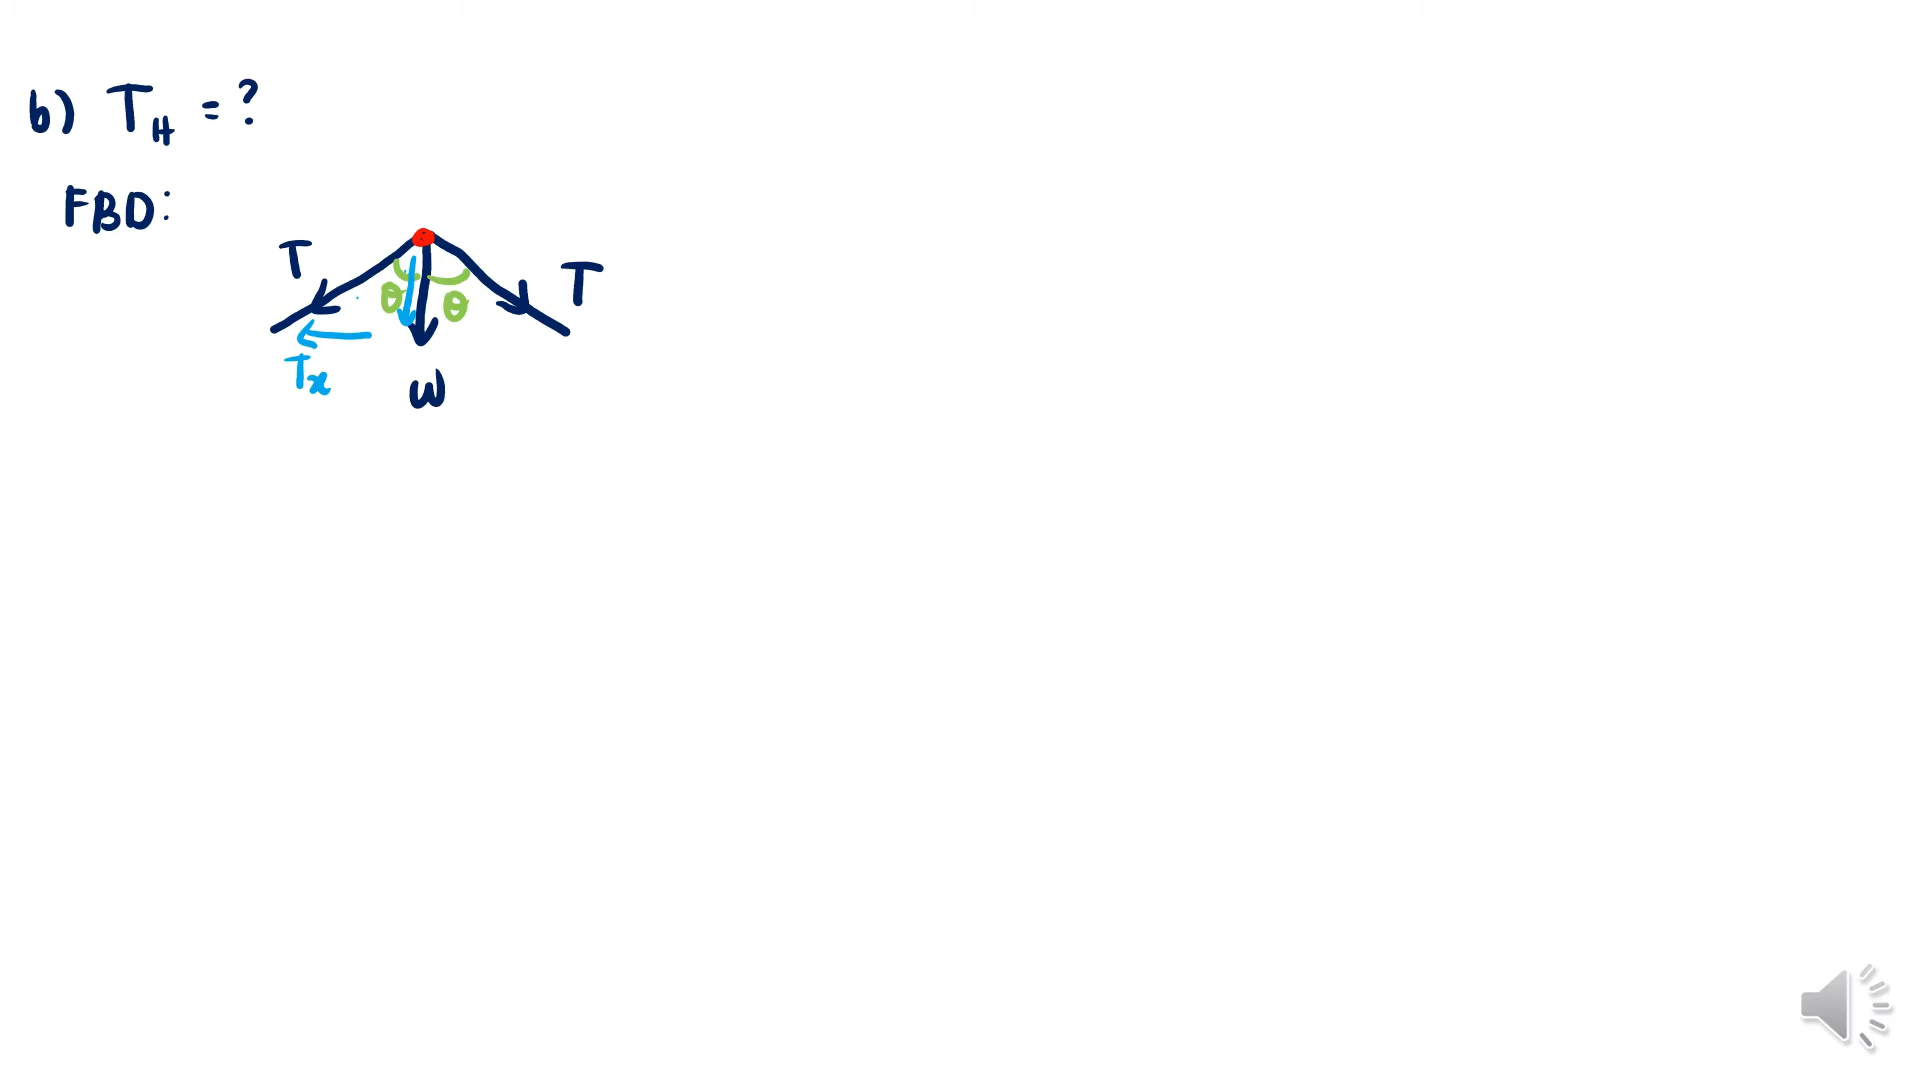 b) T_H = ?
FBD:
T
T
θ θ
T_x
W